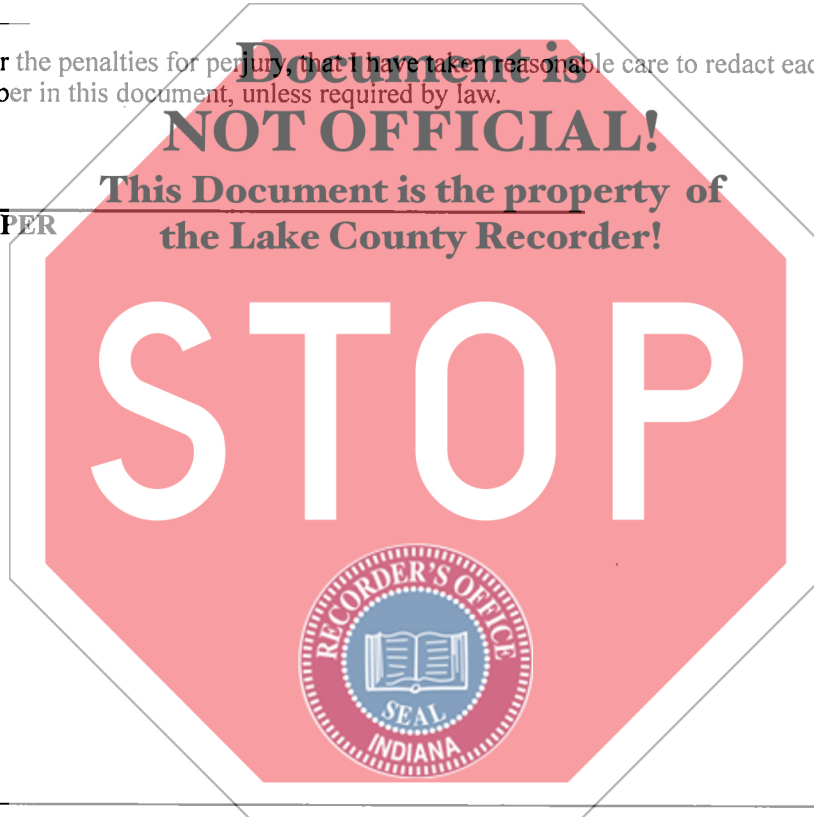 Document is
r the penalties for perjury, that I have taken reasonable care to redact eac
ber in this document, unless required by law.
NOT OFFICIAL!
This Document is the property of
PER
the Lake County Recorder!
STOP
RECORDER'S OFFICE
SEAL
INDIANA